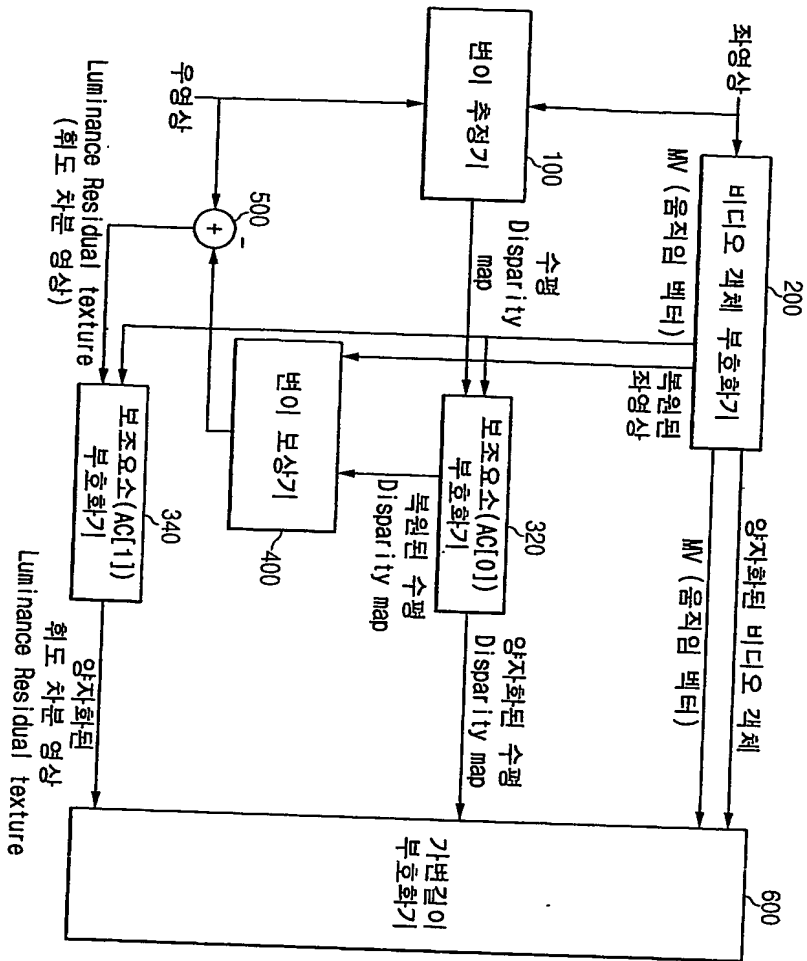 좌영상
비디오 객체 부호화기
200
양자화된 비디오 객체
MV (움직임 벡터)
MV (움직임 벡터)
복원된
좌영상
변이 추정기
100
수평
Disparity
map
보조요소(AC[0])
부호화기
320
양자화된 수평
Disparity map
복원된 수평
Disparity map
변이 보상기
400
우영상
500
+
-
Luminance Residual texture
(휘도 차분 영상)
보조요소(AC[1])
부호화기
340
양자화된
휘도 차분 영상
Luminance Residual texture
가변길이
부호화기
600